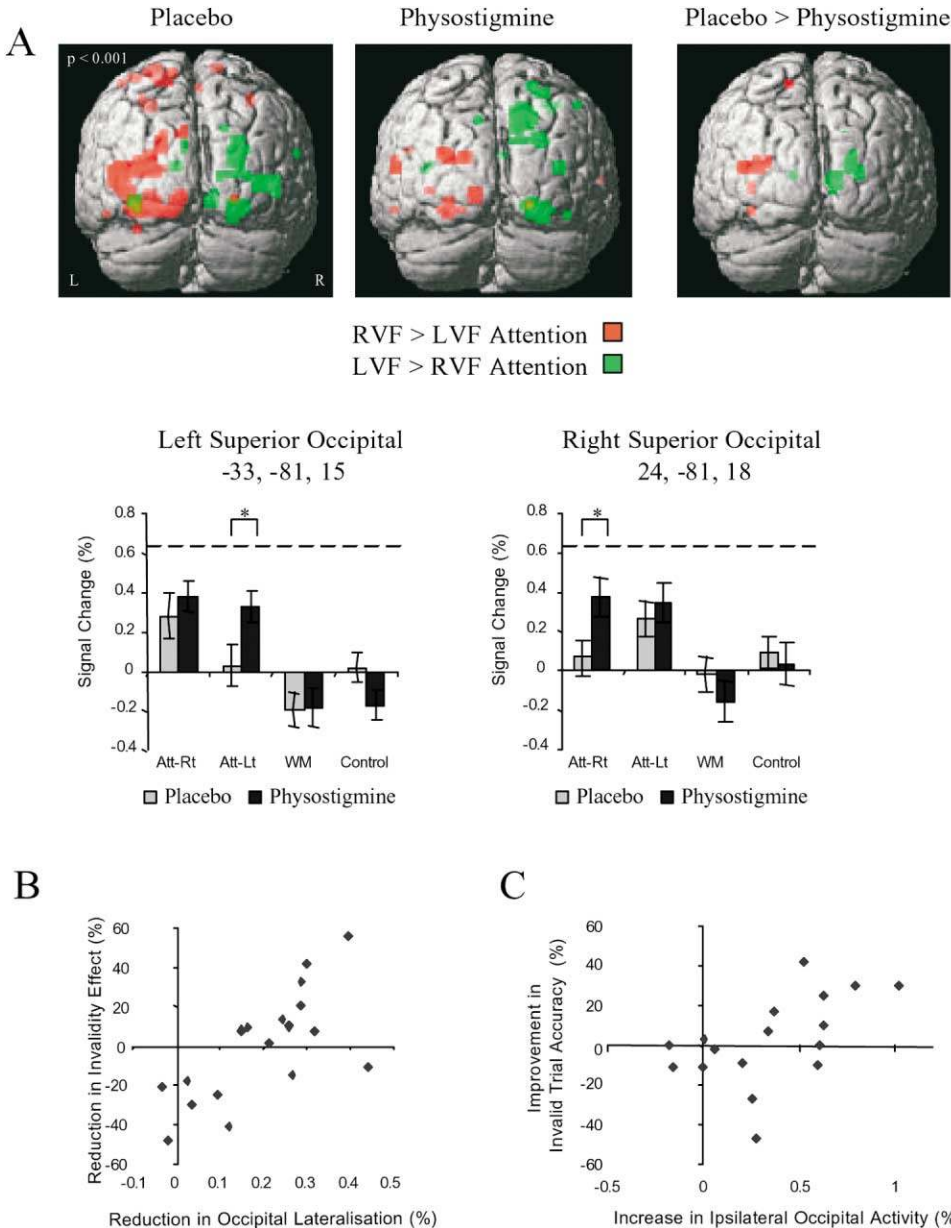 A
Placebo
Physostigmine
Placebo > Physostigmine
p < 0.001
L
R
RVF > LVF Attention
LVF > RVF Attention
Left Superior Occipital
-33, -81, 15
Signal Change (%)
0.8
0.6
0.4
0.2
0
-0.2
-0.4
*
Att-Rt Att-Lt WM Control
Placebo Physostigmine
Right Superior Occipital
24, -81, 18
Signal Change (%)
0.8
0.6
0.4
0.2
0
-0.2
-0.4
*
Att-Rt Att-Lt WM Control
Placebo Physostigmine
B
Reduction in Invalidity Effect (%)
60
40
20
0
-20
-40
-60
-0.1 0 0.1 0.2 0.3 0.4 0.5
Reduction in Occipital Lateralisation (%)
C
Improvement in
Invalid Trial Accuracy (%)
60
40
20
0
-20
-40
-60
-0.5 0 0.5 1
Increase in Ipsilateral Occipital Activity (%